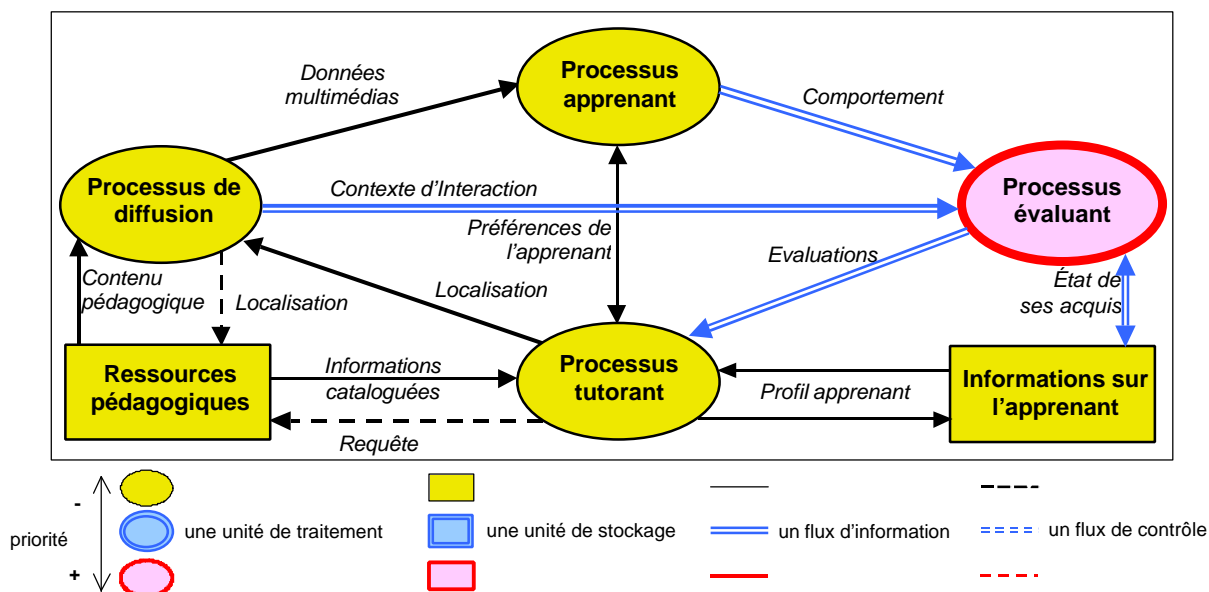 Données
multimédias
Processus
apprenant
Comportement
Processus de
diffusion
Contexte d'Interaction
Processus
évaluant
Préférences de
l'apprenant
Evaluations
État de
ses acquis
Contenu
pédagogique
Localisation
Localisation
Ressources
pédagogiques
Informations
cataloguées
Requête
Processus
tutorant
Profil apprenant
Informations sur
l'apprenant
-
priorité
+
une unité de traitement
une unité de stockage
un flux d'information
un flux de contrôle